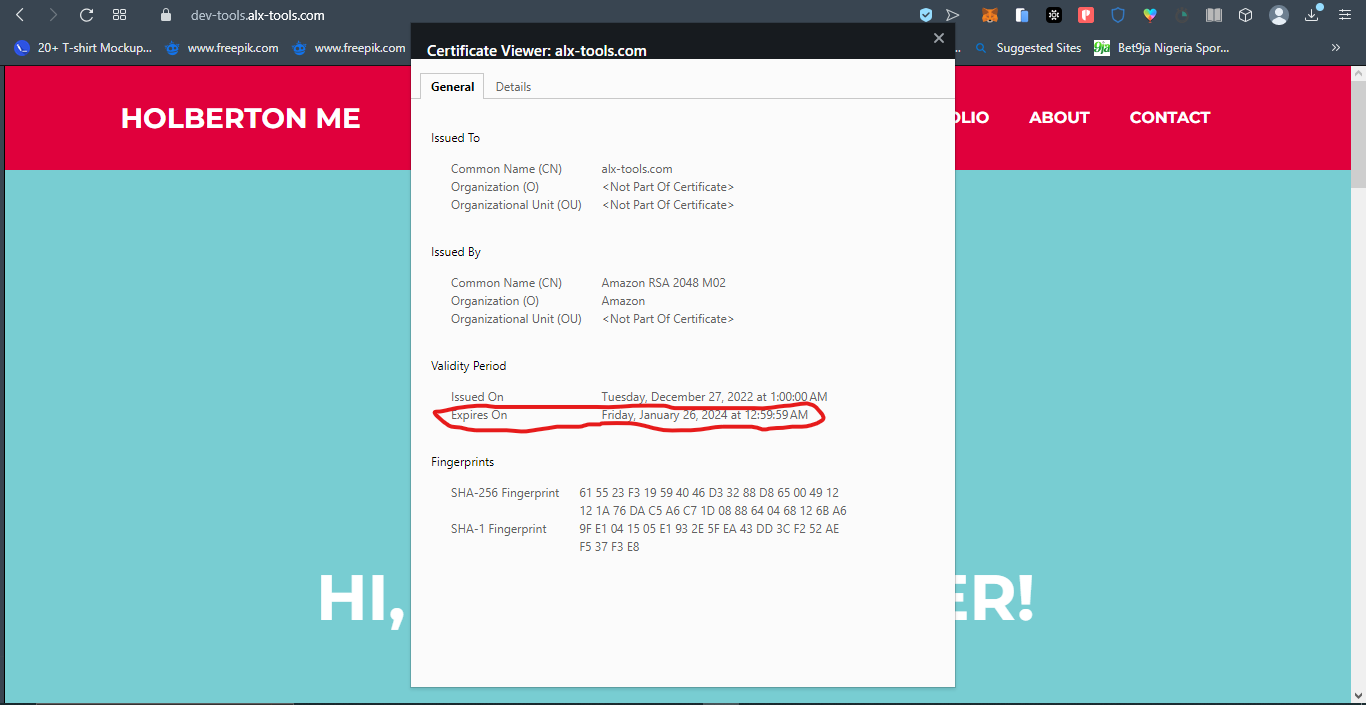 dev-tools.alx-tools.com
20+ T-shirt Mockup...
www.freepik.com
www.freepik.com
...
Suggested Sites
Bet9ja Nigeria Spor...
»
Certificate Viewer: alx-tools.com
General
Details
HOLBERTON ME
OLIO
ABOUT
CONTACT
Issued To
Common Name (CN) alx-tools.com
Organization (O) <Not Part Of Certificate>
Organizational Unit (OU) <Not Part Of Certificate>
Issued By
Common Name (CN) Amazon RSA 2048 M02
Organization (O) Amazon
Organizational Unit (OU) <Not Part Of Certificate>
Validity Period
Issued On Tuesday, December 27, 2022 at 1:00:00 AM
Expires On Friday, January 26, 2024 at 12:59:59 AM
Fingerprints
SHA-256 Fingerprint 61 55 23 F3 19 59 40 46 D3 32 88 D8 65 00 49 12
12 1A 76 DA C5 A6 C7 1D 08 88 64 04 68 12 6B A6
SHA-1 Fingerprint 9F E1 04 15 05 E1 93 2E 5F EA 43 DD 3C F2 52 AE
F5 37 F3 E8
HI, ER!